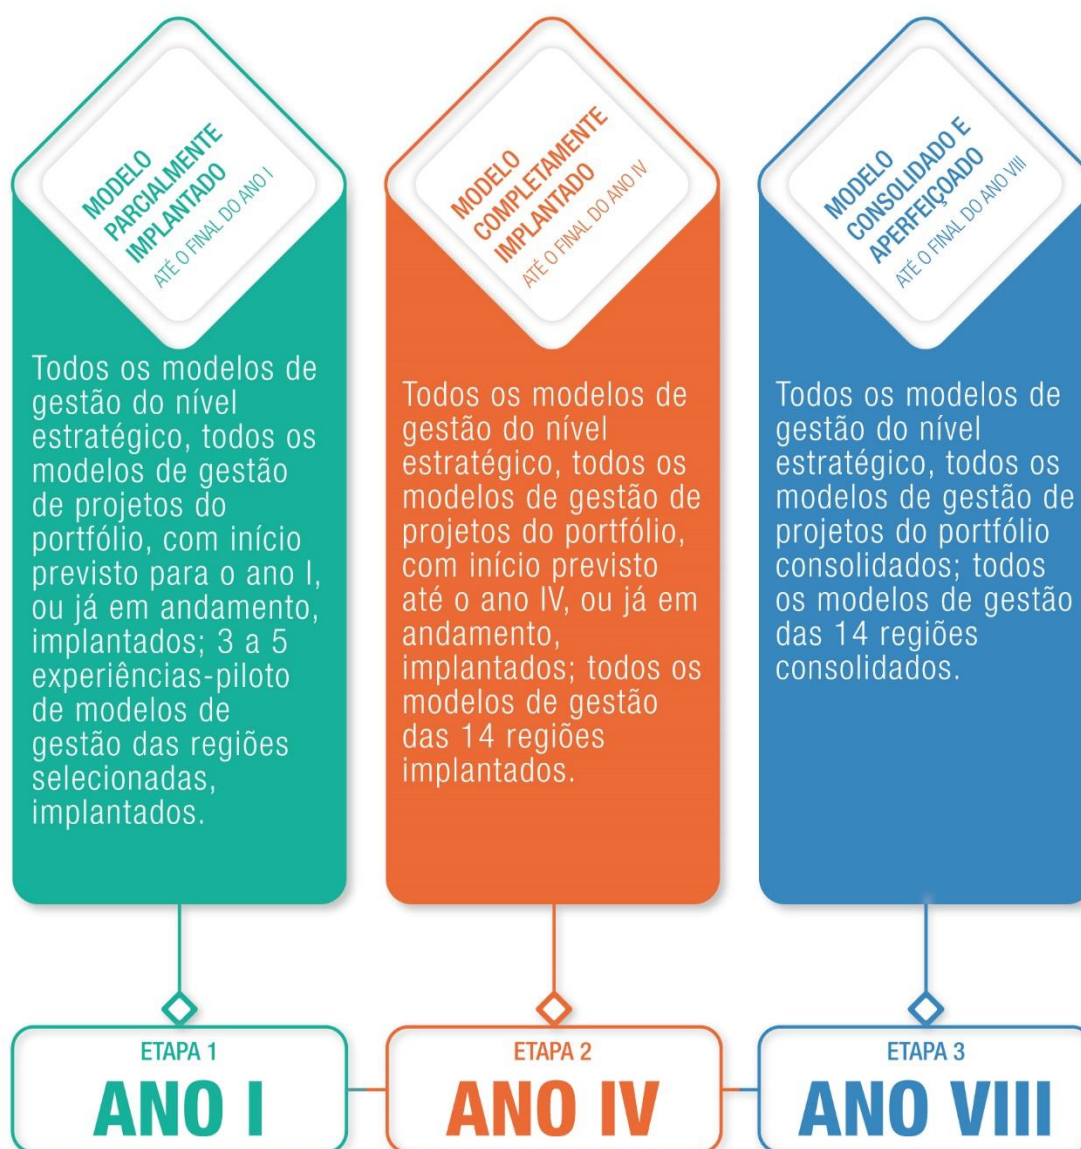 MODELO
PARCIALMENTE
IMPLANTADO
ATÉ O FINAL DO ANO I
Todos os modelos de
gestão do nível
estratégico, todos os
modelos de gestão
de projetos do
portfólio, com início
previsto para o ano I,
ou já em andamento,
implantados; 3 a 5
experiências-piloto
de modelos de
gestão das regiões
selecionadas,
implantados.
ETAPA 1
ANO I
MODELO
COMPLETAMENTE
IMPLANTADO
ATÉ O FINAL DO ANO IV
Todos os modelos de
gestão do nível
estratégico, todos os
modelos de gestão de
projetos do portfólio,
com início previsto
até o ano IV, ou já em
andamento,
implantados; todos os
modelos de gestão
das 14 regiões
implantados.
ETAPA 2
ANO IV
MODELO
CONSOLIDADO E
APERFEIÇOADO
ATÉ O FINAL DO ANO VIII
Todos os modelos de
gestão do nível
estratégico, todos os
modelos de gestão de
projetos do portfólio
consolidados; todos
os modelos de gestão
das 14 regiões
consolidados.
ETAPA 3
ANO VIII